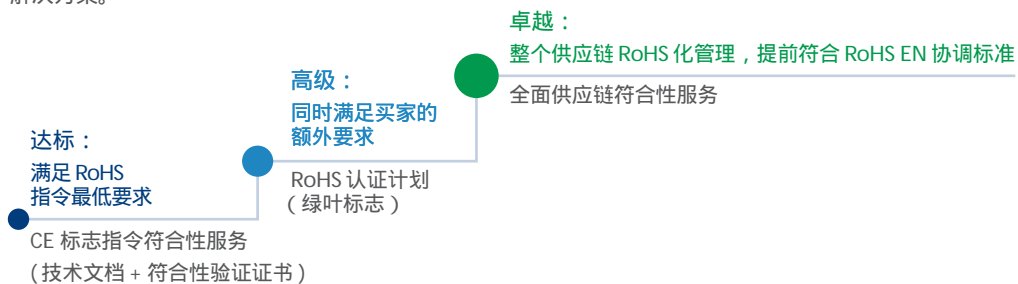 解决方案。
卓越：
整个供应链 RoHS 化管理，提前符合 RoHS EN 协调标准
全面供应链符合性服务
高级：
同时满足买家的
额外要求
RoHS 认证计划
（绿叶标志）
达标：
满足 RoHS
指令最低要求
CE 标志指令符合性服务
（技术文档 + 符合性验证证书）